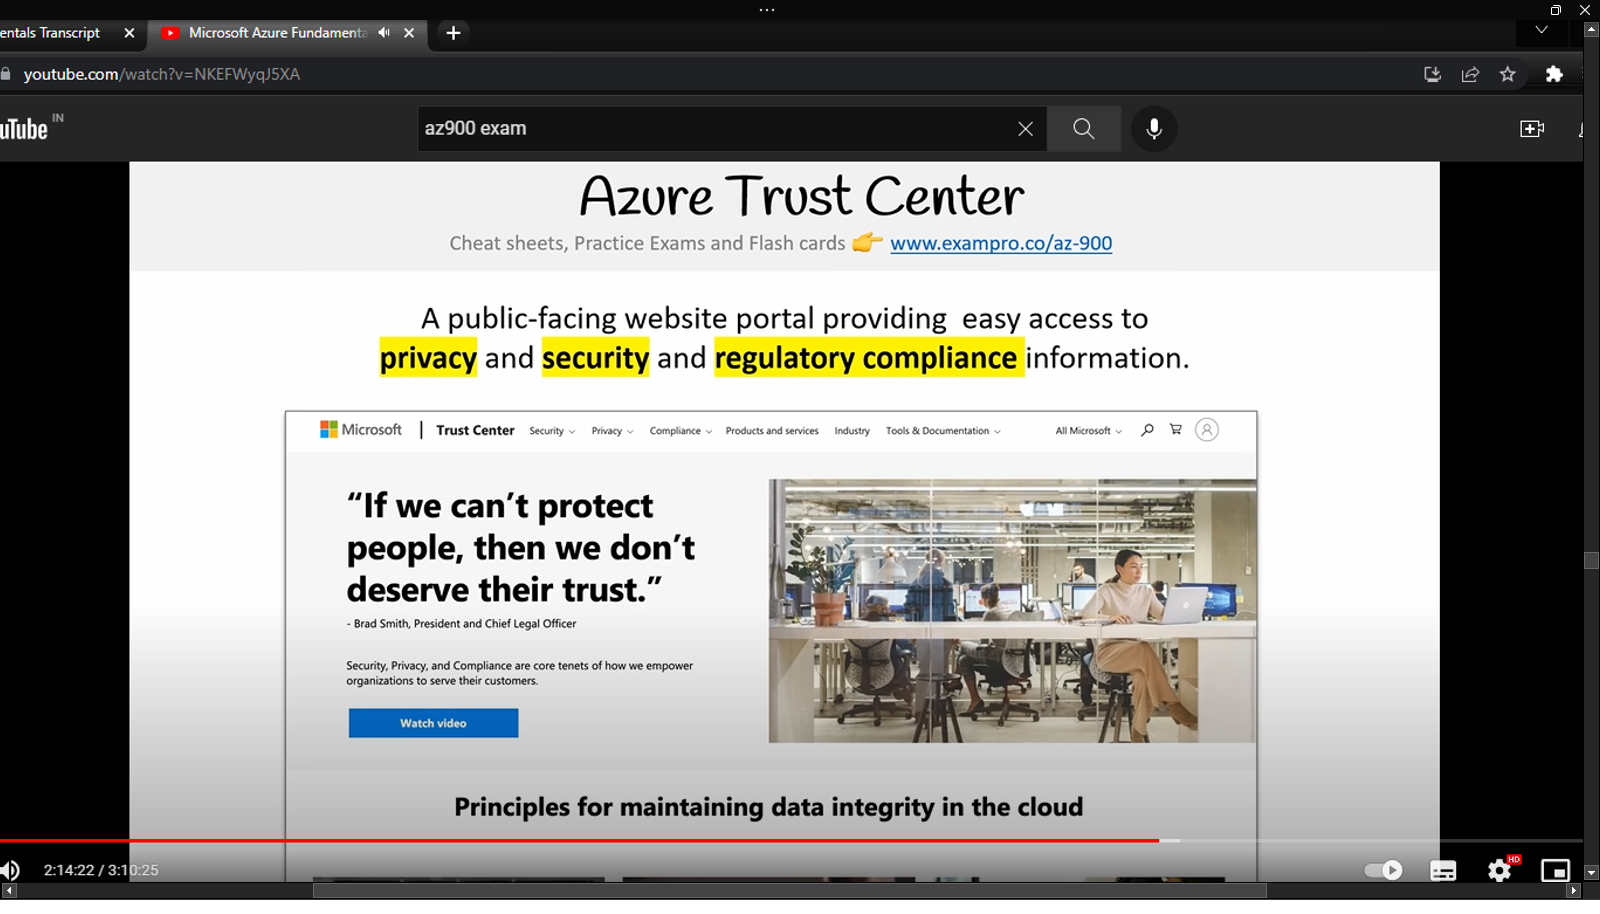 entals Transcript
Microsoft Azure Fundamenta
youtube.com/watch?v=NKEFWyqJ5XA
uTube IN
az900 exam
Azure Trust Center
Cheat sheets, Practice Exams and Flash cards 👉 www.exampro.co/az-900
A public-facing website portal providing easy access to
privacy and security and regulatory compliance information.
Microsoft | Trust Center Security Privacy Compliance Products and services Industry Tools & Documentation All Microsoft
“If we can’t protect
people, then we don’t
deserve their trust.”
- Brad Smith, President and Chief Legal Officer
Security, Privacy, and Compliance are core tenets of how we empower
organizations to serve their customers.
Watch video
Principles for maintaining data integrity in the cloud
2:14:22 / 3:10:25
HD